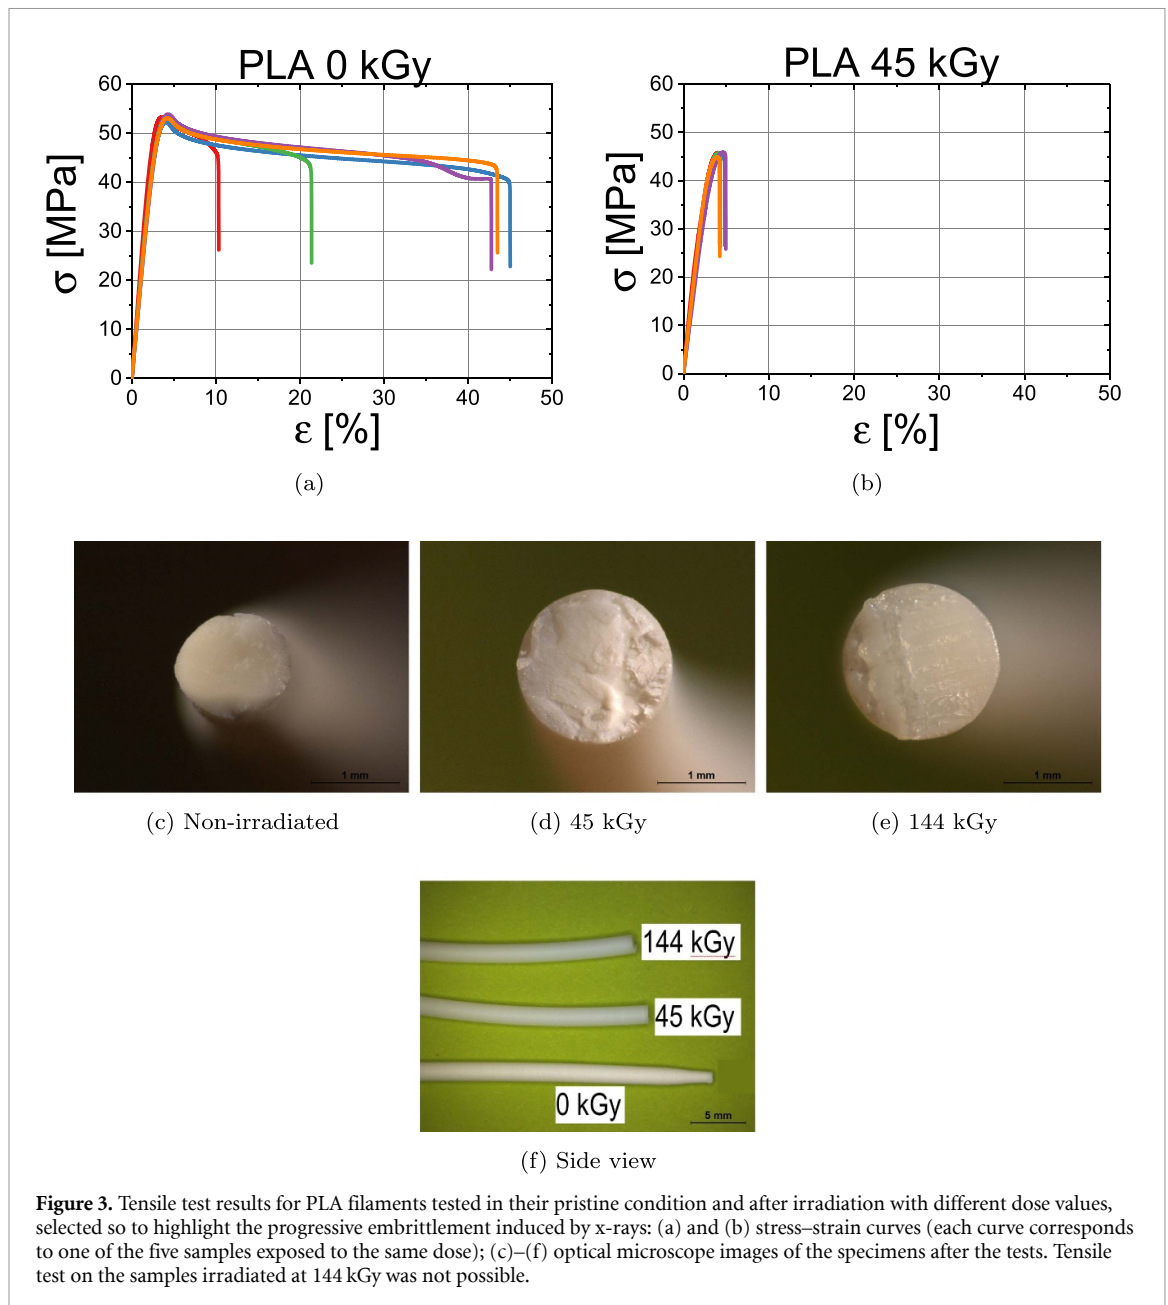 PLA 0 kGy
60
50
40
30
20
10
0
σ [MPa]
0 10 20 30 40 50
ε [%]
(a)
PLA 45 kGy
60
50
40
30
20
10
0
σ [MPa]
0 10 20 30 40 50
ε [%]
(b)
1 mm
1 mm
1 mm
(c) Non-irradiated
(d) 45 kGy
(e) 144 kGy
144 kGy
45 kGy
0 kGy
5 mm
(f) Side view
Figure 3. Tensile test results for PLA filaments tested in their pristine condition and after irradiation with different dose values,
selected so to highlight the progressive embrittlement induced by x-rays: (a) and (b) stress–strain curves (each curve corresponds
to one of the five samples exposed to the same dose); (c)–(f) optical microscope images of the specimens after the tests. Tensile
test on the samples irradiated at 144 kGy was not possible.